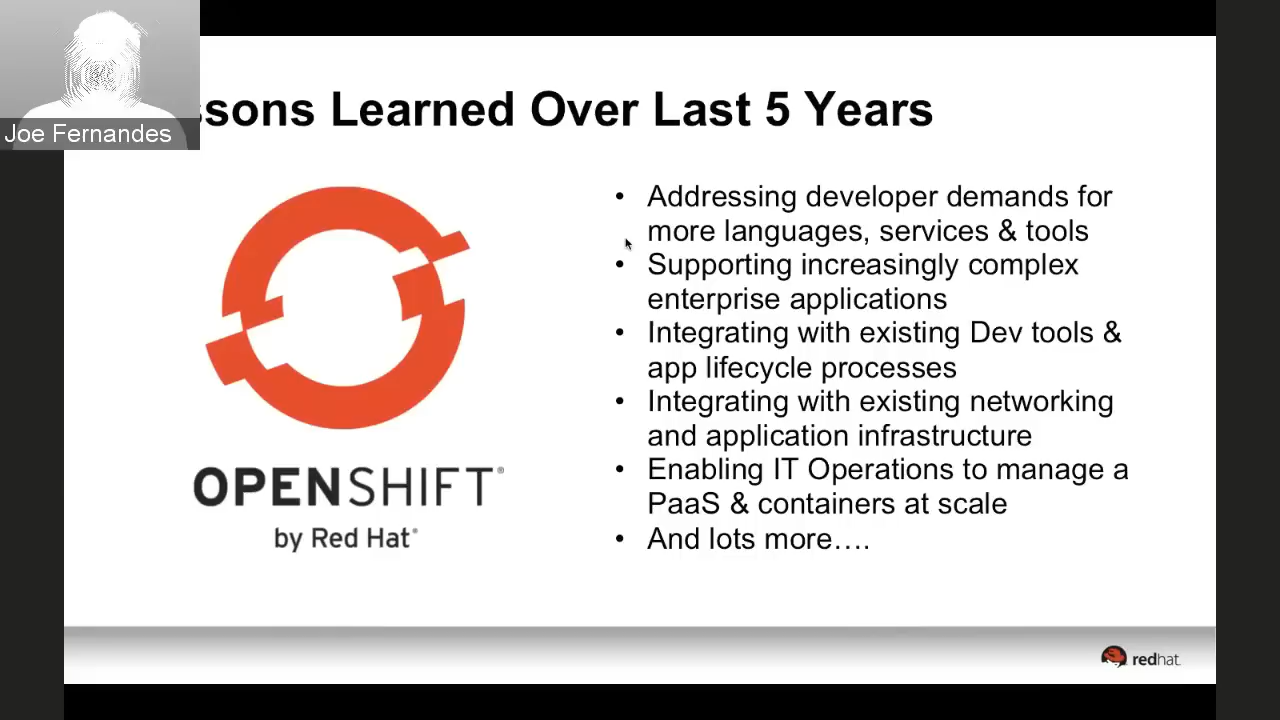 ssons Learned Over Last 5 Years
Joe Fernandes
• Addressing developer demands for
more languages, services & tools
• Supporting increasingly complex
enterprise applications
• Integrating with existing Dev tools &
app lifecycle processes
• Integrating with existing networking
and application infrastructure
• Enabling IT Operations to manage a
PaaS & containers at scale
• And lots more….
OPENSHIFT®
by Red Hat®
redhat.